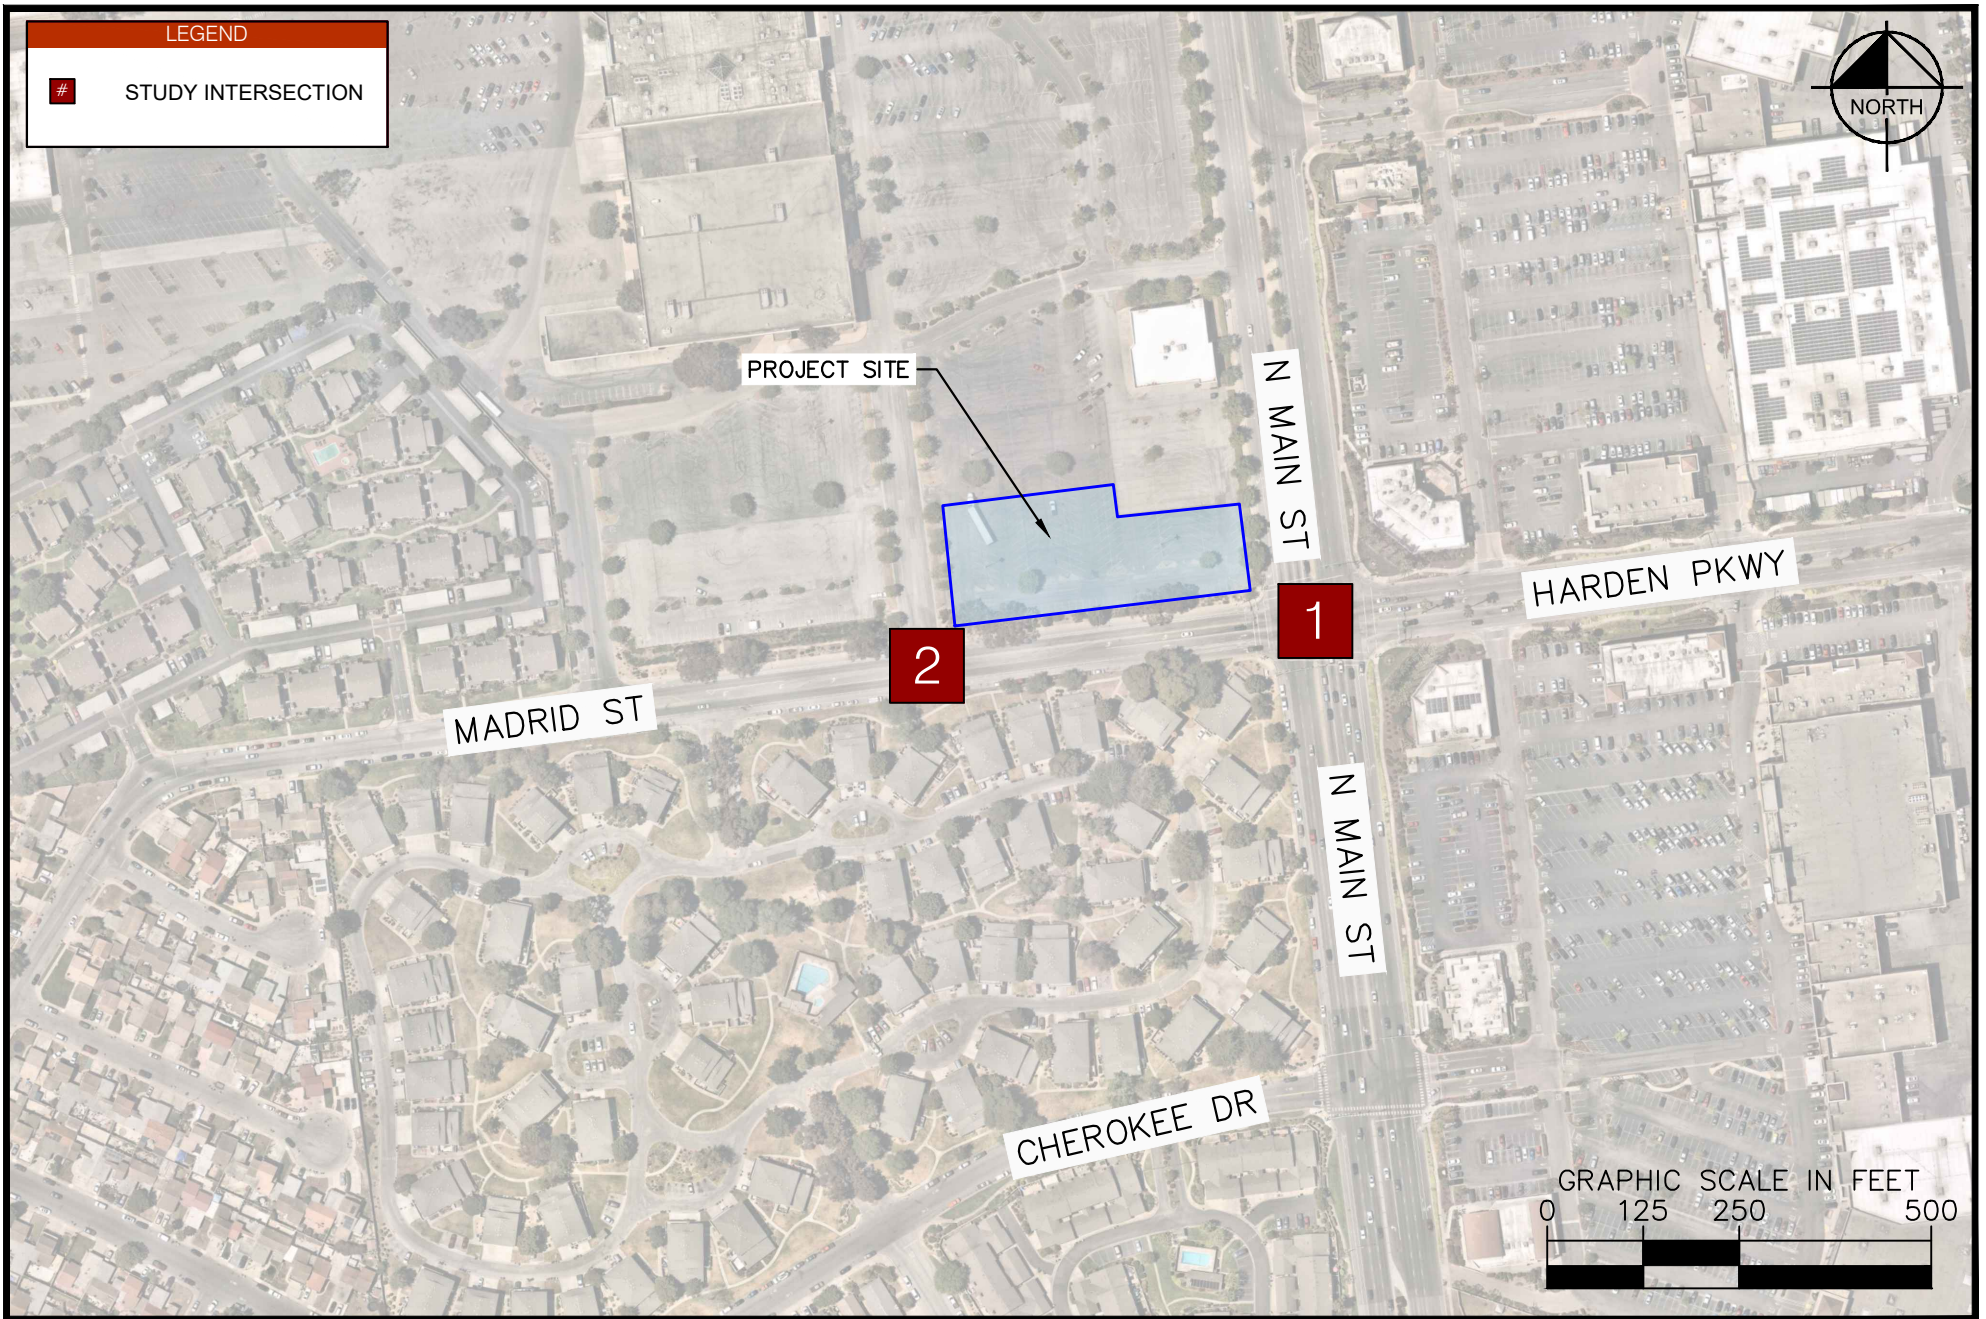 LEGEND
# STUDY INTERSECTION
NORTH
PROJECT SITE
N MAIN ST
HARDEN PKWY
1
2
MADRID ST
N MAIN ST
CHEROKEE DR
GRAPHIC SCALE IN FEET
0 125 250 500